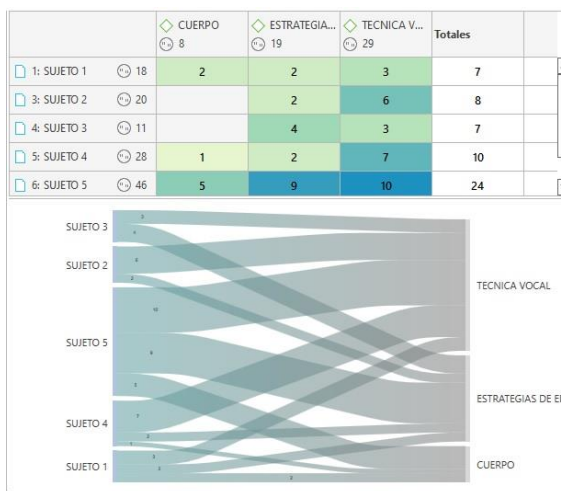 CUERPO ESTRATEGIA... TECNICA V... Totales
8 19 29
1: SUJETO 1 18 2 2 3 7
3: SUJETO 2 20 2 6 8
4: SUJETO 3 11 4 3 7
5: SUJETO 4 28 1 2 7 10
6: SUJETO 5 46 5 9 10 24
SUJETO 3
SUJETO 2
TECNICA VOCAL
SUJETO 5
ESTRATEGIAS DE E
SUJETO 4
CUERPO
SUJETO 1